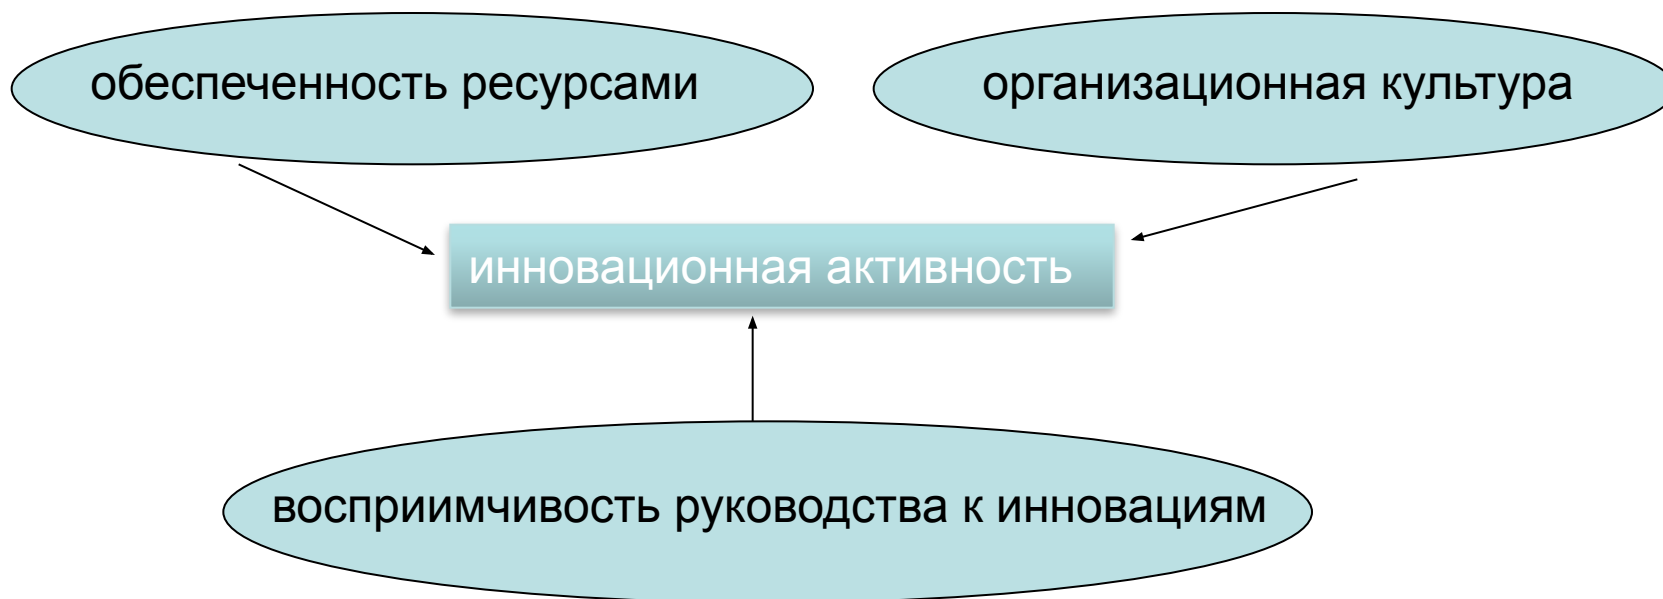 обеспеченность ресурсами
организационная культура
инновационная активность
восприимчивость руководства к инновациям